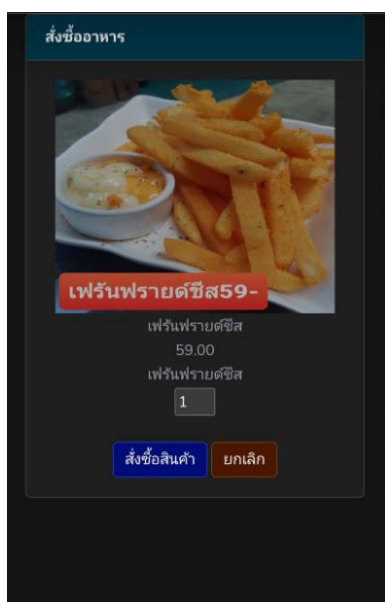 สั่งซื้ออาหาร
เฟรันฟรายด์ชีส59-
เฟรันฟรายด์ชีส
59.00
เฟรันฟรายด์ชีส
1
สั่งซื้อสินค้า ยกเลิก